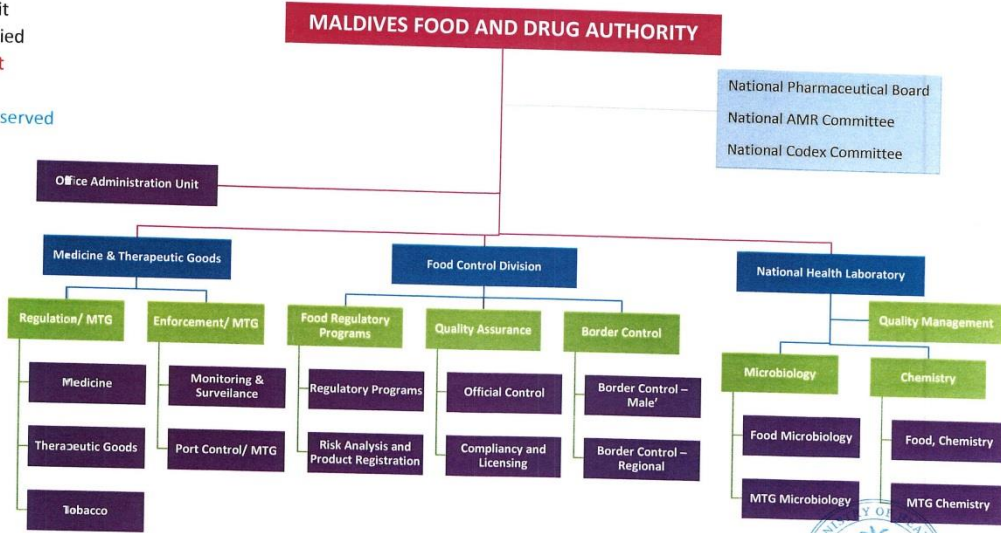 it
ied
t
served
MALDIVES FOOD AND DRUG AUTHORITY
National Pharmaceutical Board
National AMR Committee
National Codex Committee
Office Administration Unit
Medicine & Therapeutic Goods
Food Control Division
National Health Laboratory
Regulation/ MTG
Enforcement/ MTG
Food Regulatory
Programs
Quality Assurance
Border Control
Quality Management
Microbiology
Chemistry
Medicine
Monitoring &
Surveilance
Regulatory Programs
Official Control
Border Control –
Male'
Food Microbiology
Food, Chemistry
Therapeutic Goods
Port Control/ MTG
Risk Analysis and
Product Registration
Compliancy and
Licensing
Border Control –
Regional
MTG Microbiology
MTG Chemistry
Tobacco